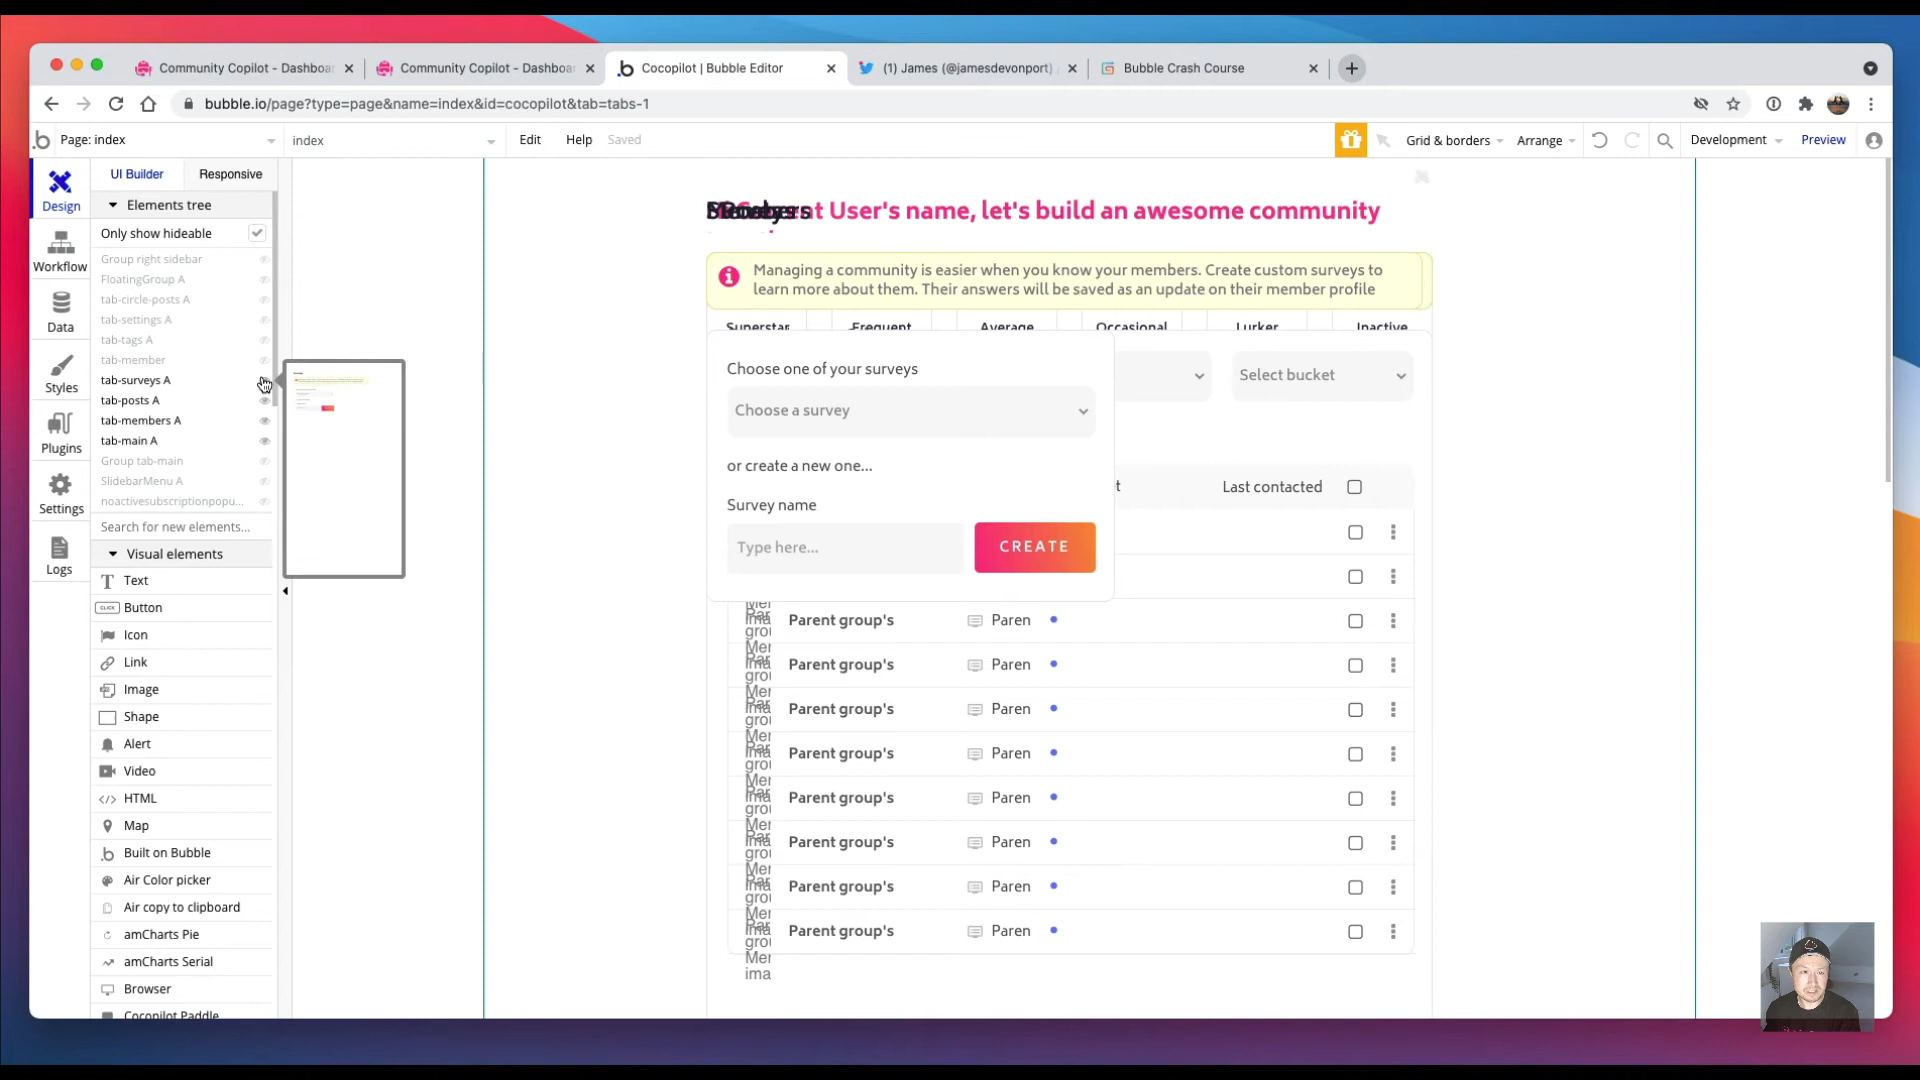 Community Copilot - Dashboar
Community Copilot - Dashboar
Cocopilot | Bubble Editor
(1) James (@jamesdevonport)
Bubble Crash Course
bubble.io/page?type=page&name=index&id=cocopilot&tab=tabs-1
Page: index
index
Edit
Help
Saved
Grid & borders
Arrange
Development
Preview
Design
Workflow
Data
Styles
Plugins
Settings
Logs
UI Builder
Responsive
Elements tree
Only show hideable
Group right sidebar
FloatingGroup A
tab-circle-posts A
tab-settings A
tab-tags A
tab-member
tab-surveys A
tab-posts A
tab-members A
tab-main A
Group tab-main
SlidebarMenu A
noactivesubscriptionpopu...
Search for new elements...
Visual elements
Text
Button
CLICK
Icon
Link
Image
Shape
Alert
Video
HTML
Map
Built on Bubble
Air Color picker
Air copy to clipboard
amCharts Pie
amCharts Serial
Browser
Cocopilot Paddle
User's name, let's build an awesome community
Managing a community is easier when you know your members. Create custom surveys to
learn more about them. Their answers will be saved as an update on their member profile
Superstar
Frequent
Average
Occasional
Lurker
Inactive
Choose one of your surveys
Choose a survey
Select bucket
or create a new one...
Survey name
Type here...
CREATE
Last contacted
Parent group's Paren
Parent group's Paren
Parent group's Paren
Parent group's Paren
Parent group's Paren
Parent group's Paren
Parent group's Paren
Parent group's Paren